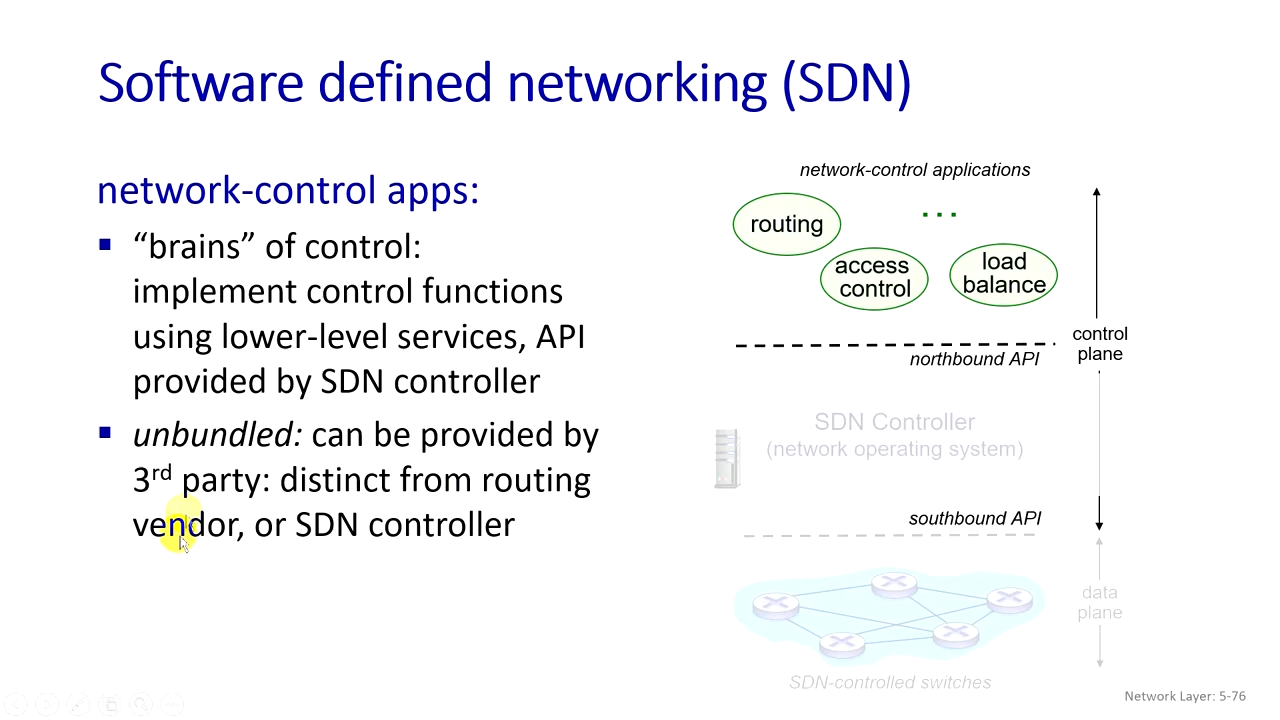 Software defined networking (SDN)
network-control apps:
“brains” of control:
implement control functions
using lower-level services, API
provided by SDN controller
unbundled: can be provided by
3rd party: distinct from routing
vendor, or SDN controller
network-control applications
routing
. . .
access
control
load
balance
control
plane
northbound API
SDN Controller
(network operating system)
southbound API
data
plane
SDN-controlled switches
Network Layer: 5-76